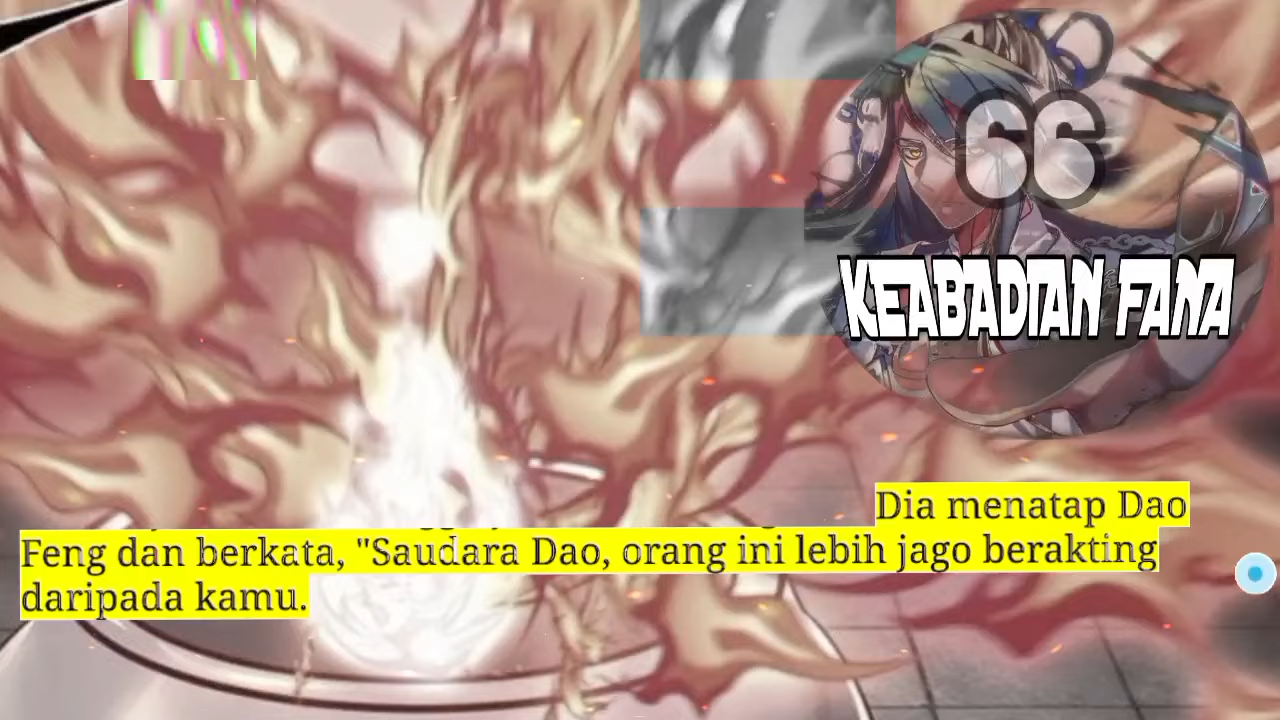 66
KEABADIAN FANA
Dia menatap Dao
Feng dan berkata, "Saudara Dao, orang ini lebih jago berakting
daripada kamu.